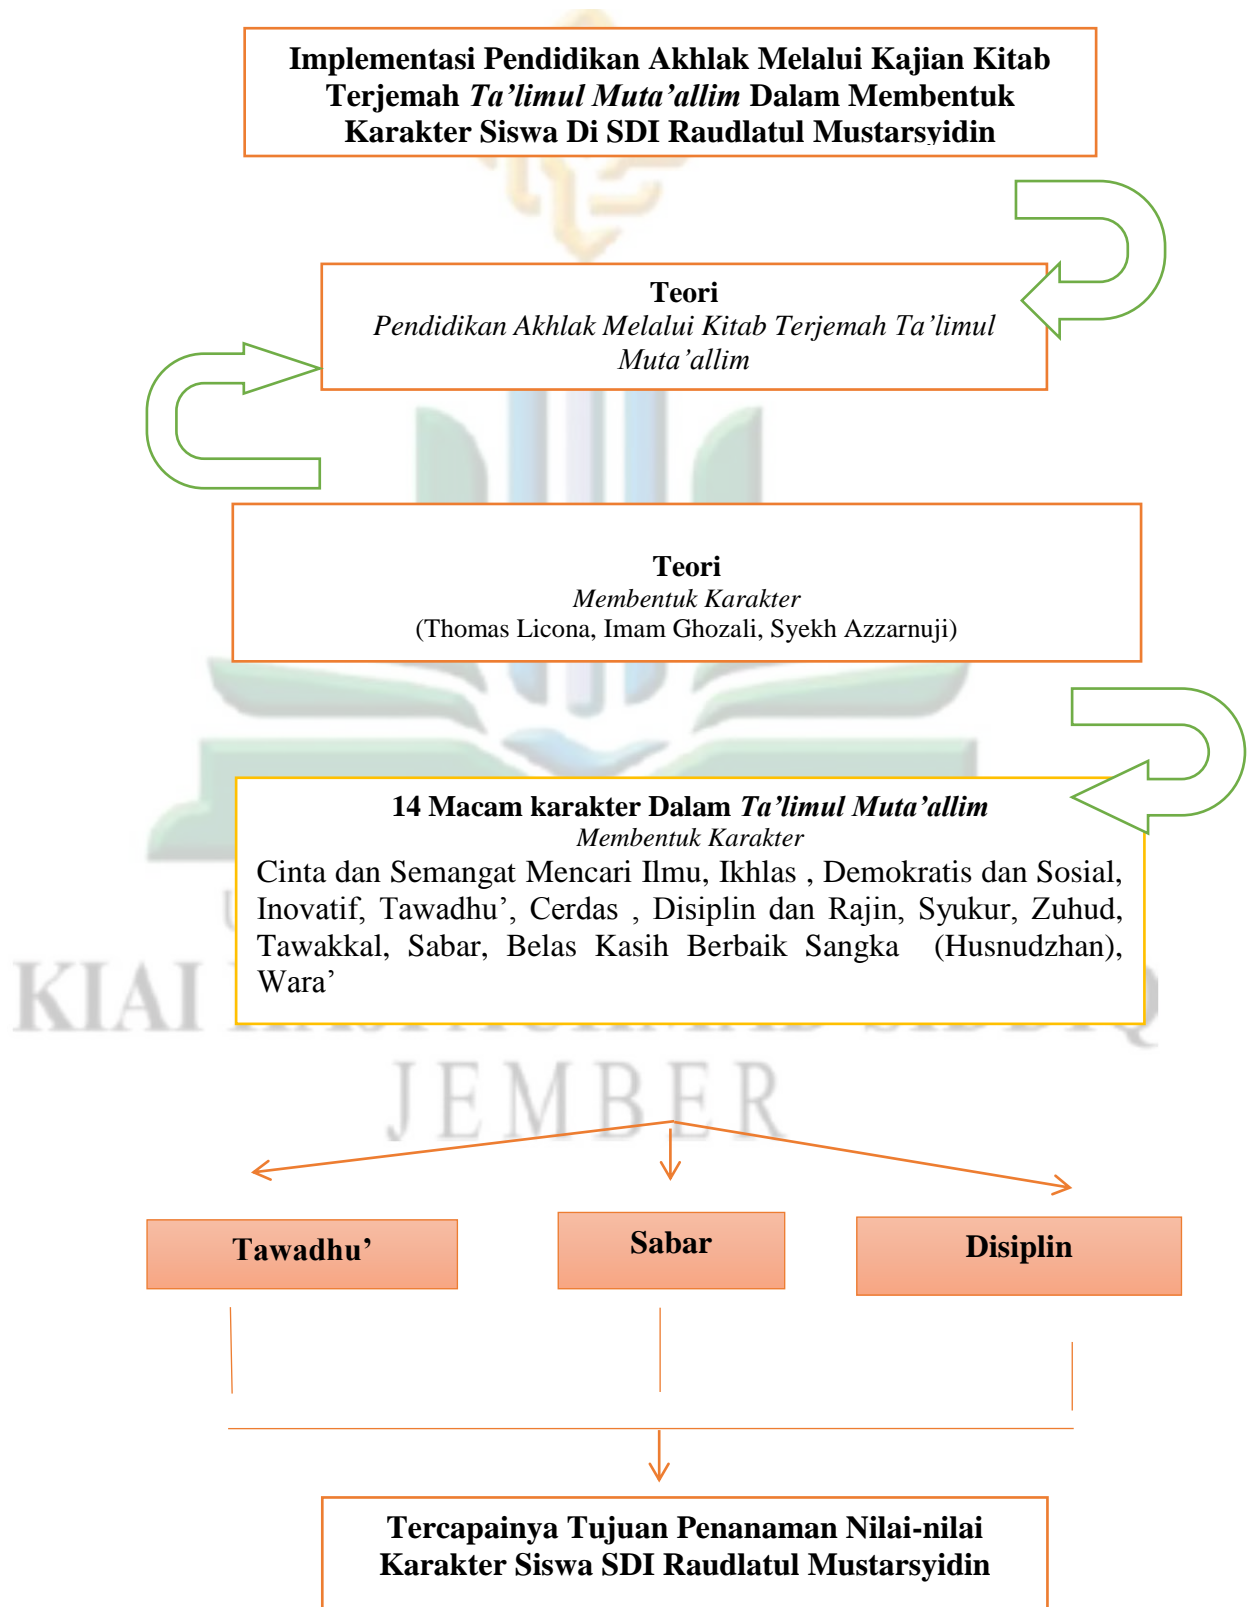 Implementasi Pendidikan Akhlak Melalui Kajian Kitab
Terjemah Ta’limul Muta’allim Dalam Membentuk
Karakter Siswa Di SDI Raudlatul Mustarsyidin
Teori
Pendidikan Akhlak Melalui Kitab Terjemah Ta’limul
Muta’allim
Teori
Membentuk Karakter
(Thomas Licona, Imam Ghozali, Syekh Azzarnuji)
14 Macam karakter Dalam Ta’limul Muta’allim
Membentuk Karakter
Cinta dan Semangat Mencari Ilmu, Ikhlas , Demokratis dan Sosial,
Inovatif, Tawadhu’, Cerdas , Disiplin dan Rajin, Syukur, Zuhud,
Tawakkal, Sabar, Belas Kasih Berbaik Sangka (Husnudzhan),
Wara’
KIAI
JEMBER
Tawadhu’
Sabar
Disiplin
Tercapainya Tujuan Penanaman Nilai-nilai
Karakter Siswa SDI Raudlatul Mustarsyidin